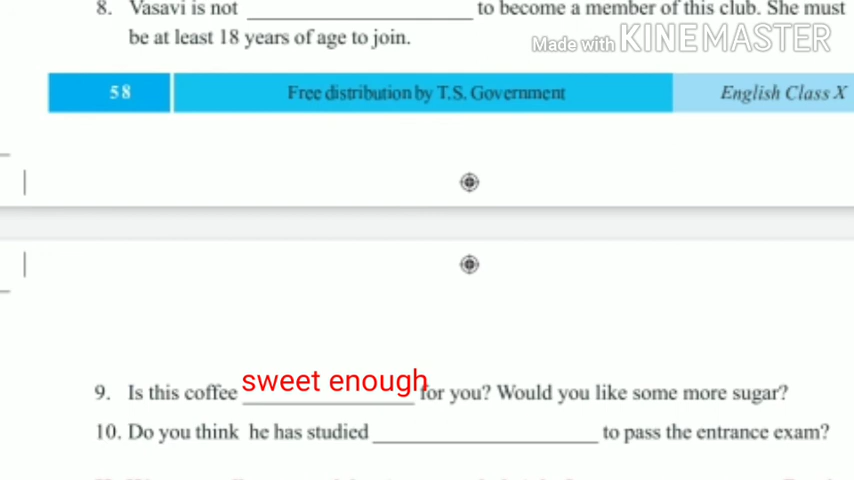 8. Vasavi is not ____________ to become a member of this club. She must
be at least 18 years of age to join.
Made with KINEMASTER
58 Free distribution by T.S. Government English Class X
9. Is this coffee sweet enough for you? Would you like some more sugar?
10. Do you think he has studied ____________ to pass the entrance exam?